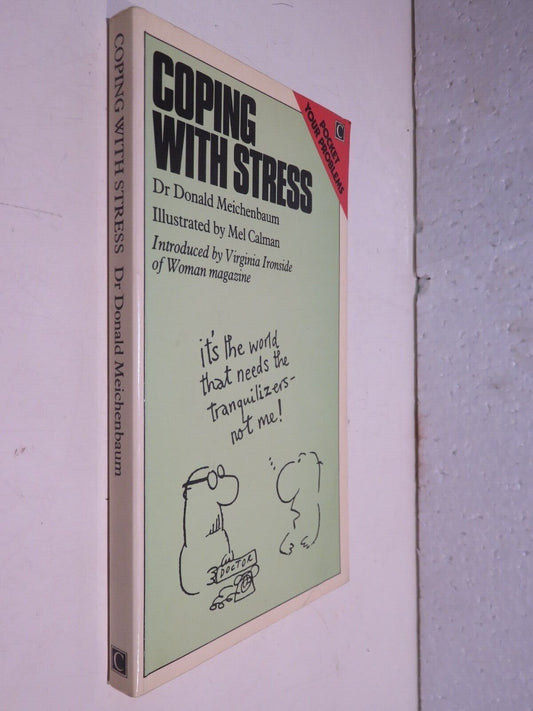 COPING WITH STRESS Dr Donald Meichenbaum
C
COPING
WITH STRESS
Dr Donald Meichenbaum
Illustrated by Mel Calman
Introduced by Virginia Ironside
of Woman magazine
C
POCKET
YOUR PROBLEMS
it's the world
that needs the
tranquilizers-
not me!
DOCTOR